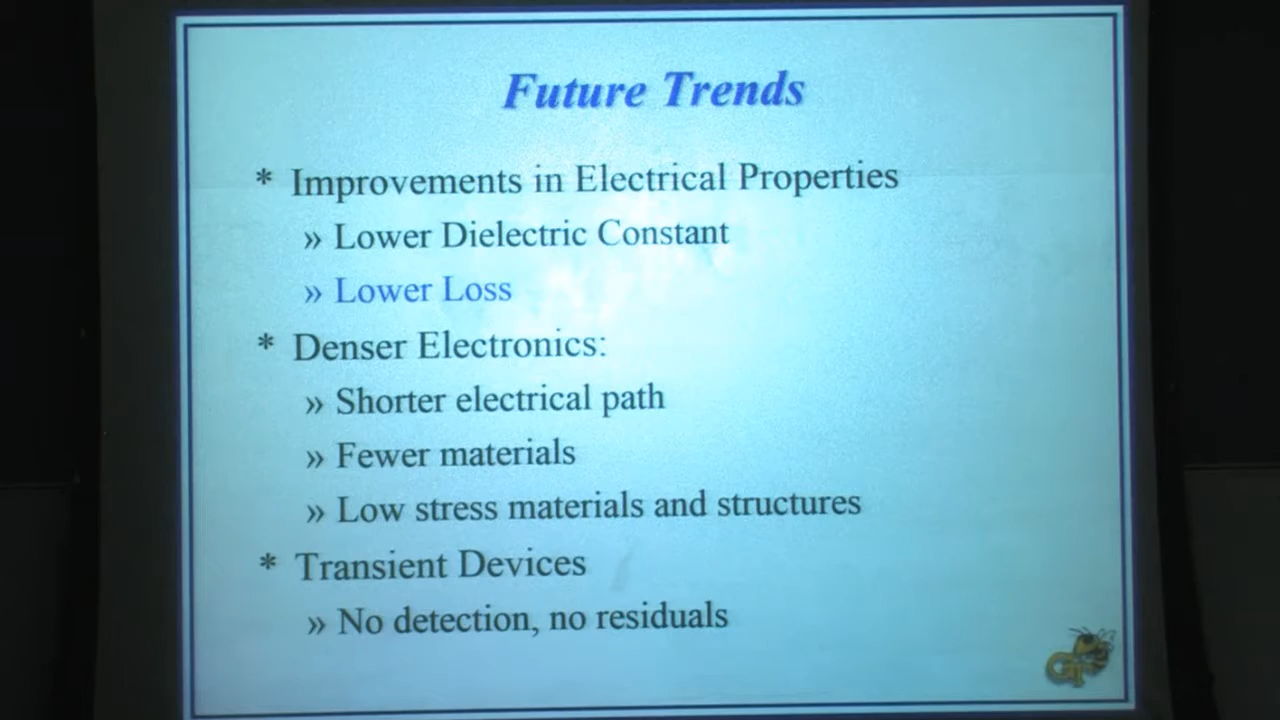 Future Trends
* Improvements in Electrical Properties
» Lower Dielectric Constant
» Lower Loss
* Denser Electronics:
» Shorter electrical path
» Fewer materials
» Low stress materials and structures
* Transient Devices
» No detection, no residuals
GT